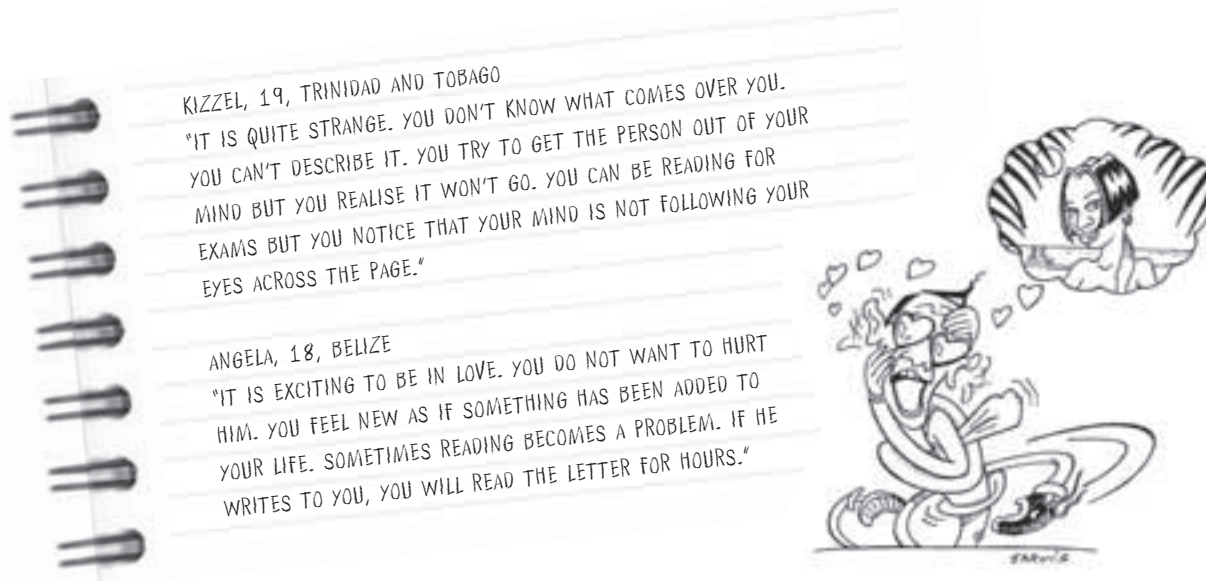 KIZZEL, 19, TRINIDAD AND TOBAGO
"IT IS QUITE STRANGE. YOU DON'T KNOW WHAT COMES OVER YOU.
YOU CAN'T DESCRIBE IT. YOU TRY TO GET THE PERSON OUT OF YOUR
MIND BUT YOU REALISE IT WON'T GO. YOU CAN BE READING FOR
EXAMS BUT YOU NOTICE THAT YOUR MIND IS NOT FOLLOWING YOUR
EYES ACROSS THE PAGE."
ANGELA, 18, BELIZE
"IT IS EXCITING TO BE IN LOVE. YOU DO NOT WANT TO HURT
HIM. YOU FEEL NEW AS IF SOMETHING HAS BEEN ADDED TO
YOUR LIFE. SOMETIMES READING BECOMES A PROBLEM. IF HE
WRITES TO YOU, YOU WILL READ THE LETTER FOR HOURS."